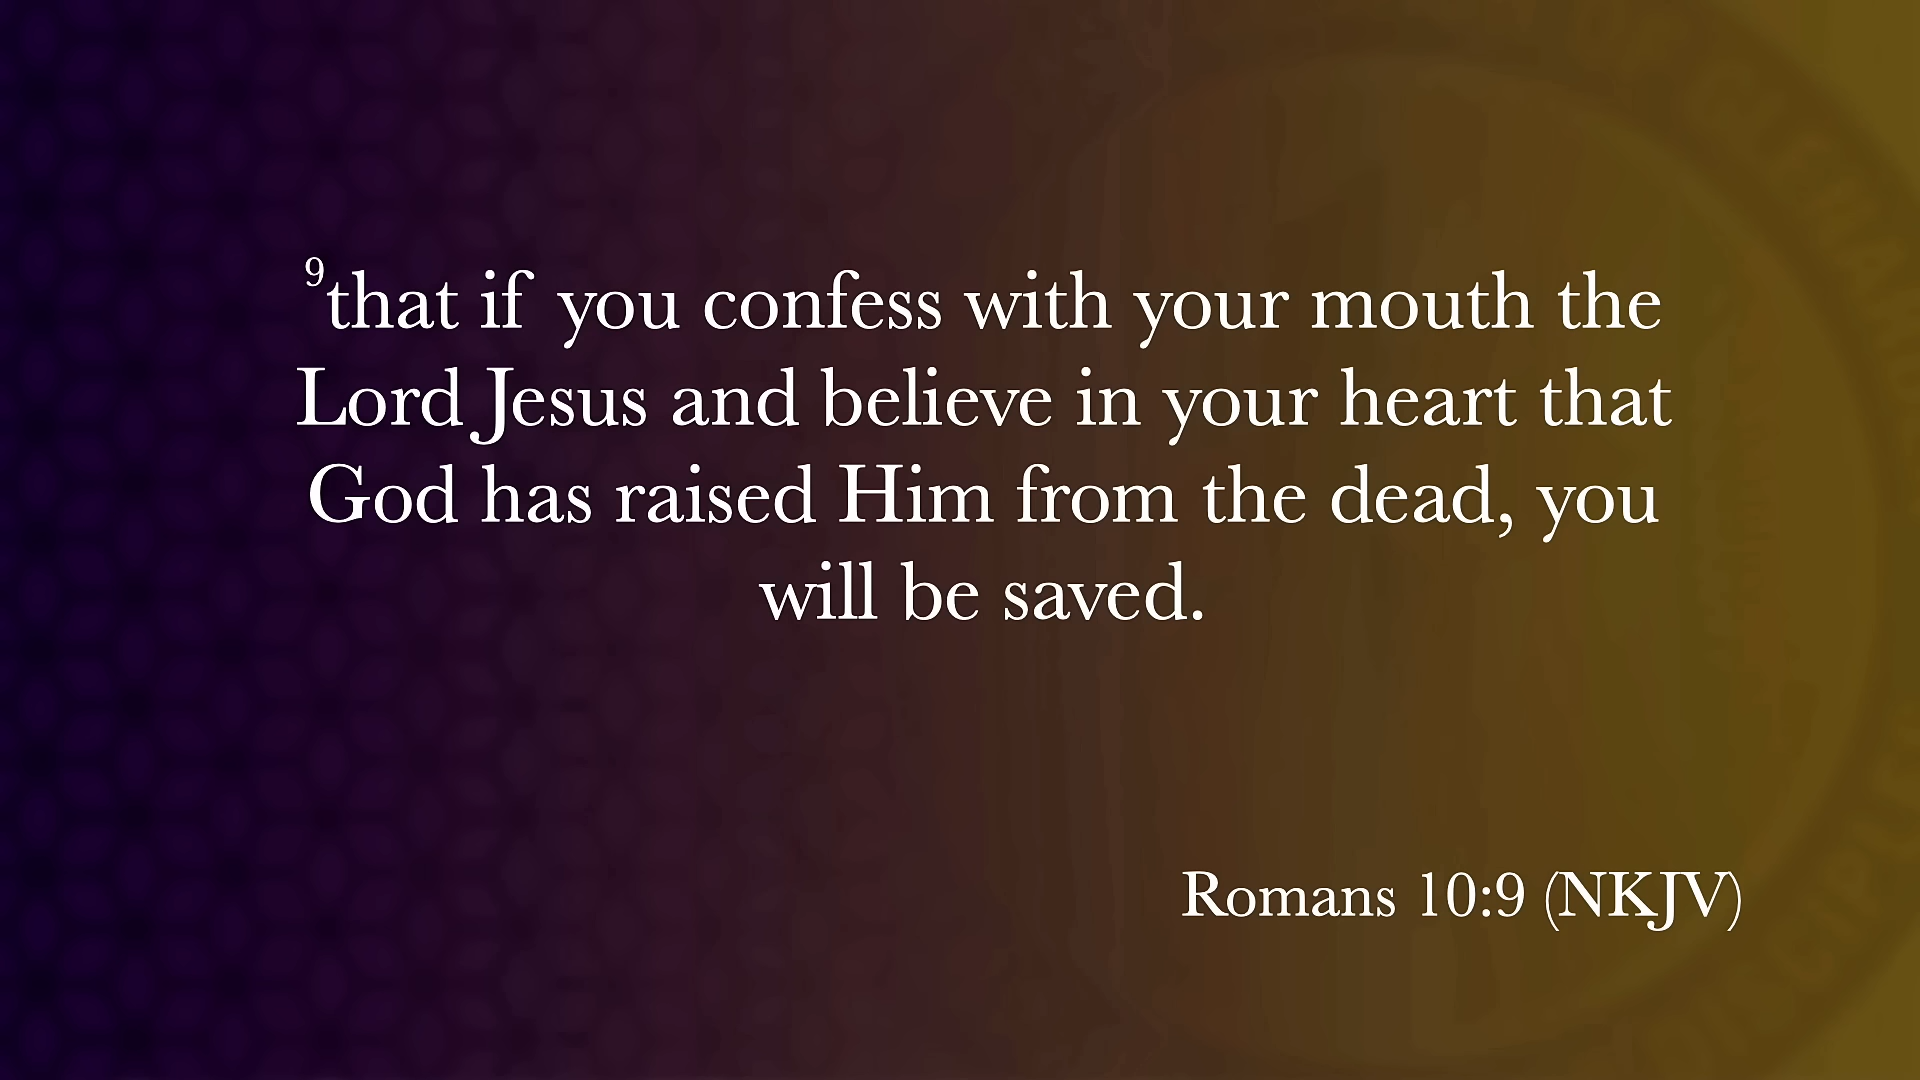 ⁹that if you confess with your mouth the
Lord Jesus and believe in your heart that
God has raised Him from the dead, you
will be saved.
Romans 10:9 (NKJV)